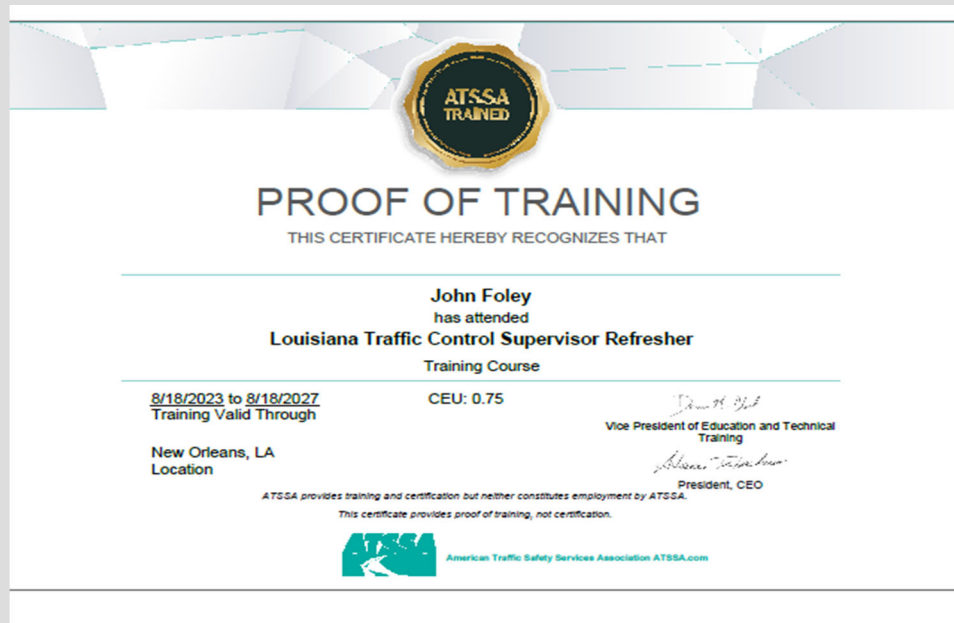 ATSSA
TRAINED
PROOF OF TRAINING
THIS CERTIFICATE HEREBY RECOGNIZES THAT
John Foley
has attended
Louisiana Traffic Control Supervisor Refresher
Training Course
8/18/2023 to 8/18/2027
Training Valid Through
CEU: 0.75
Vice President of Education and Technical
Training
New Orleans, LA
Location
President, CEO
ATSSA provides training and certification but neither constitutes employment by ATSSA.
This certificate provides proof of training, not certification.
ATSSA
American Traffic Safety Services Association ATSSA.com